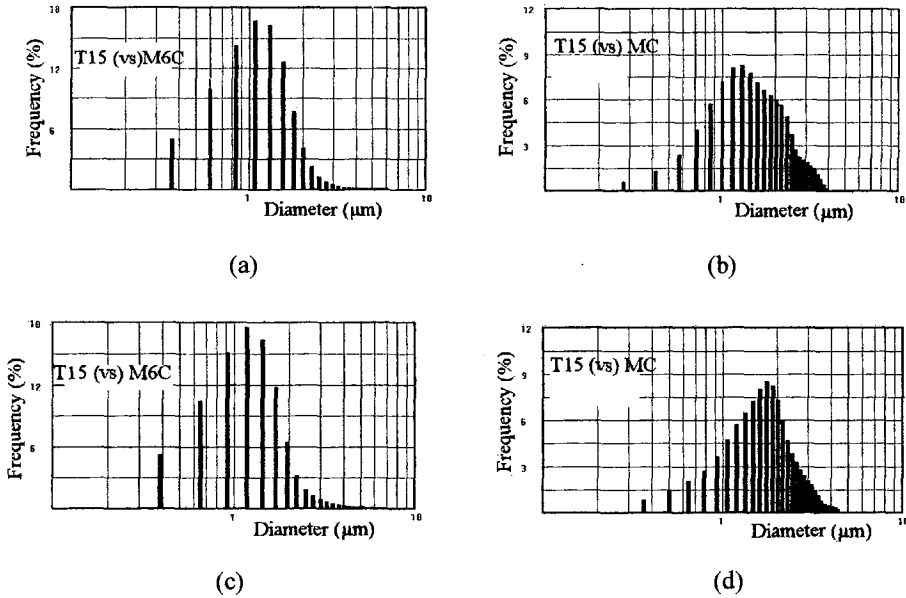 18
12
6
Frequency (%)
T15 (vs)M6C
1
10
Diameter (µm)
(a)
12
9
6
3
Frequency (%)
T15 (vs) MC
1
10
Diameter (µm)
(b)
18
12
6
Frequency (%)
T15 (vs) M6C
1
10
Diameter (µm)
(c)
12
9
6
3
Frequency (%)
T15 (vs) MC
1
10
Diameter (µm)
(d)